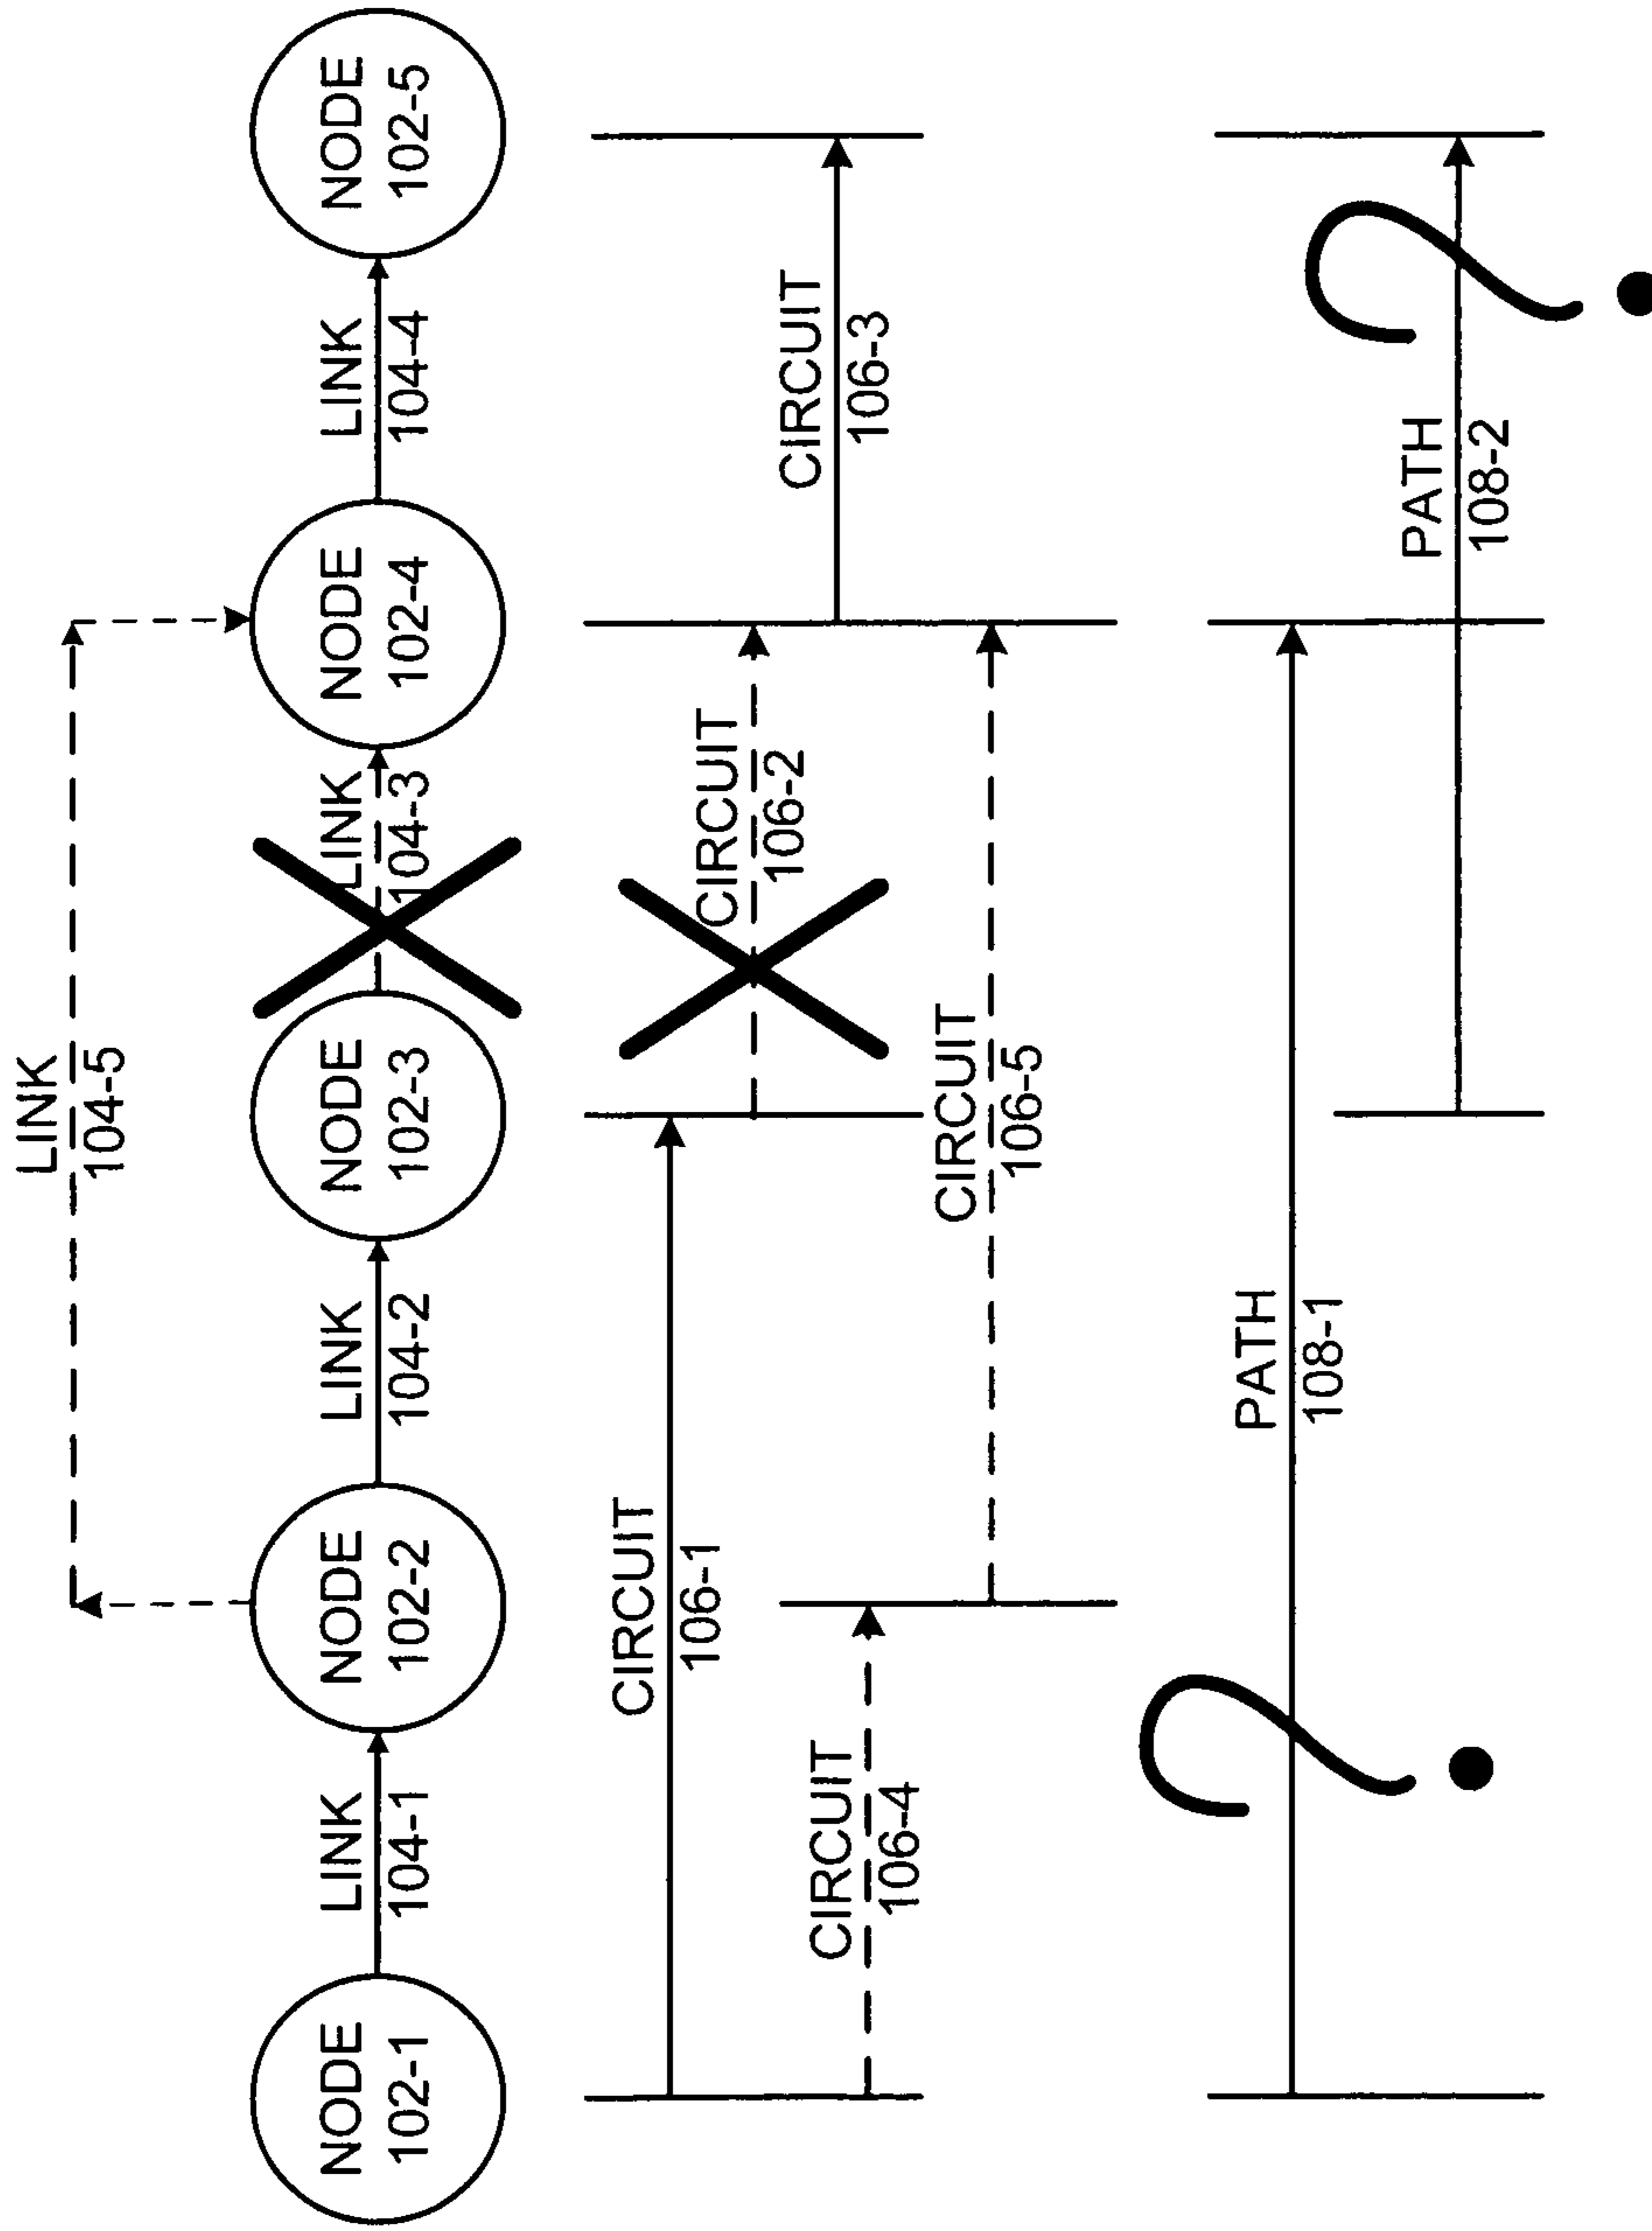 LINK
104-5
NODE
102-1
LINK
104-1
NODE
102-2
LINK
104-2
NODE
102-3
LINK
104-3
NODE
102-4
LINK
104-4
NODE
102-5
CIRCUIT
106-1
CIRCUIT
106-2
CIRCUIT
106-3
CIRCUIT
106-4
CIRCUIT
106-5
PATH
108-1
?
PATH
108-2
?